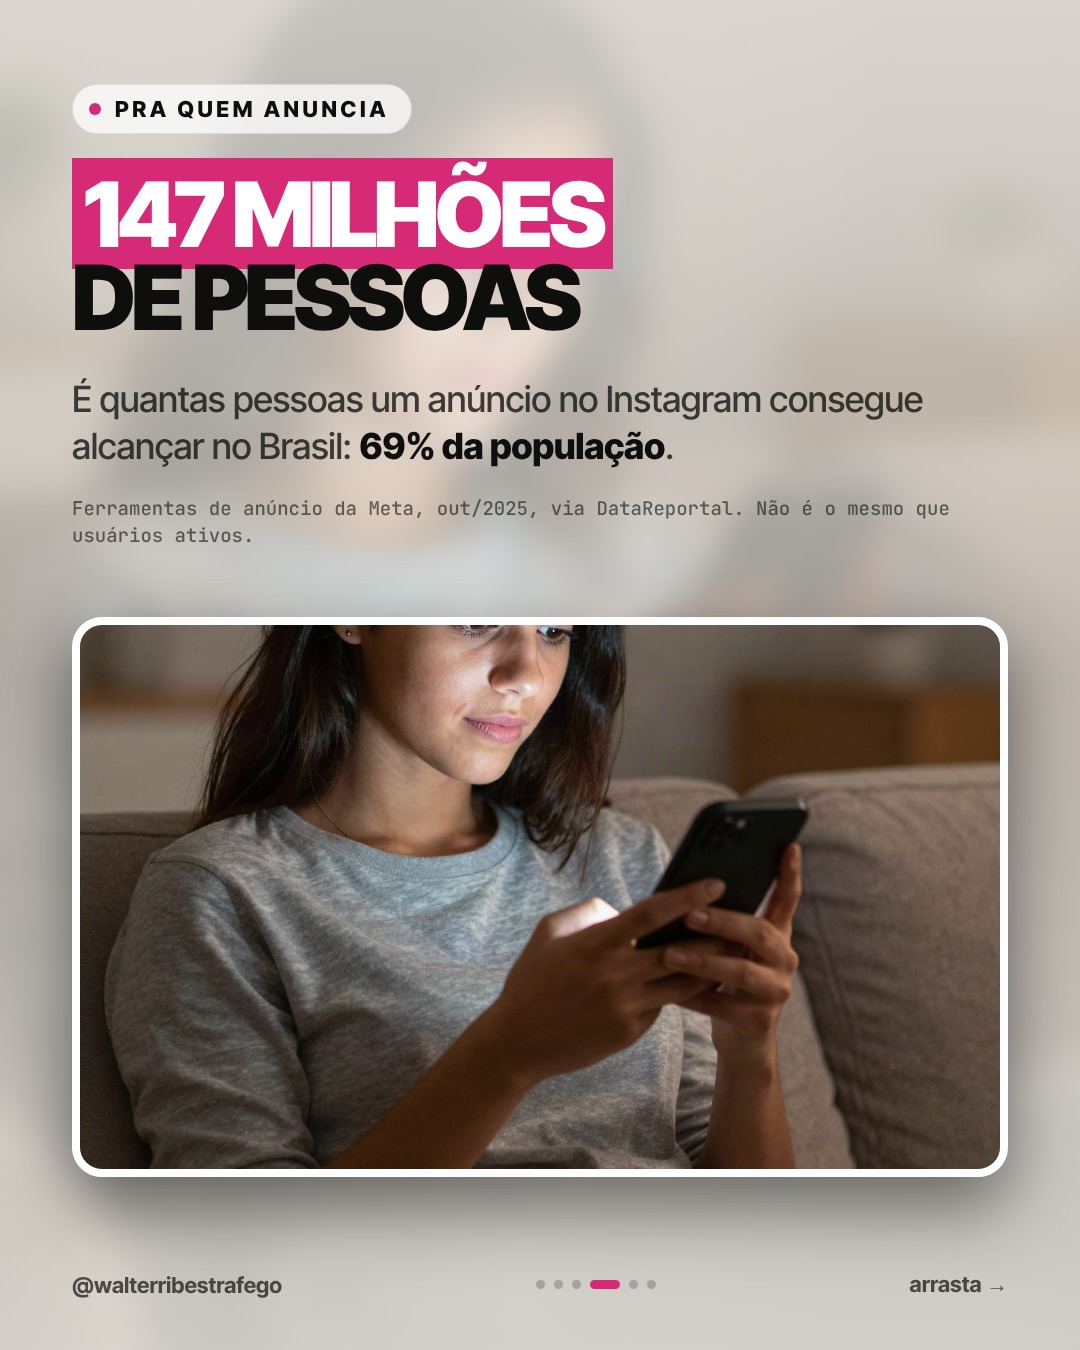 PRA QUEM ANUNCIA
147 MILHÕES
DE PESSOAS
É quantas pessoas um anúncio no Instagram consegue
alcançar no Brasil: 69% da população.
Ferramentas de anúncio da Meta, out/2025, via DataReportal. Não é o mesmo que
usuários ativos.
@walterribestrafego
arrasta →